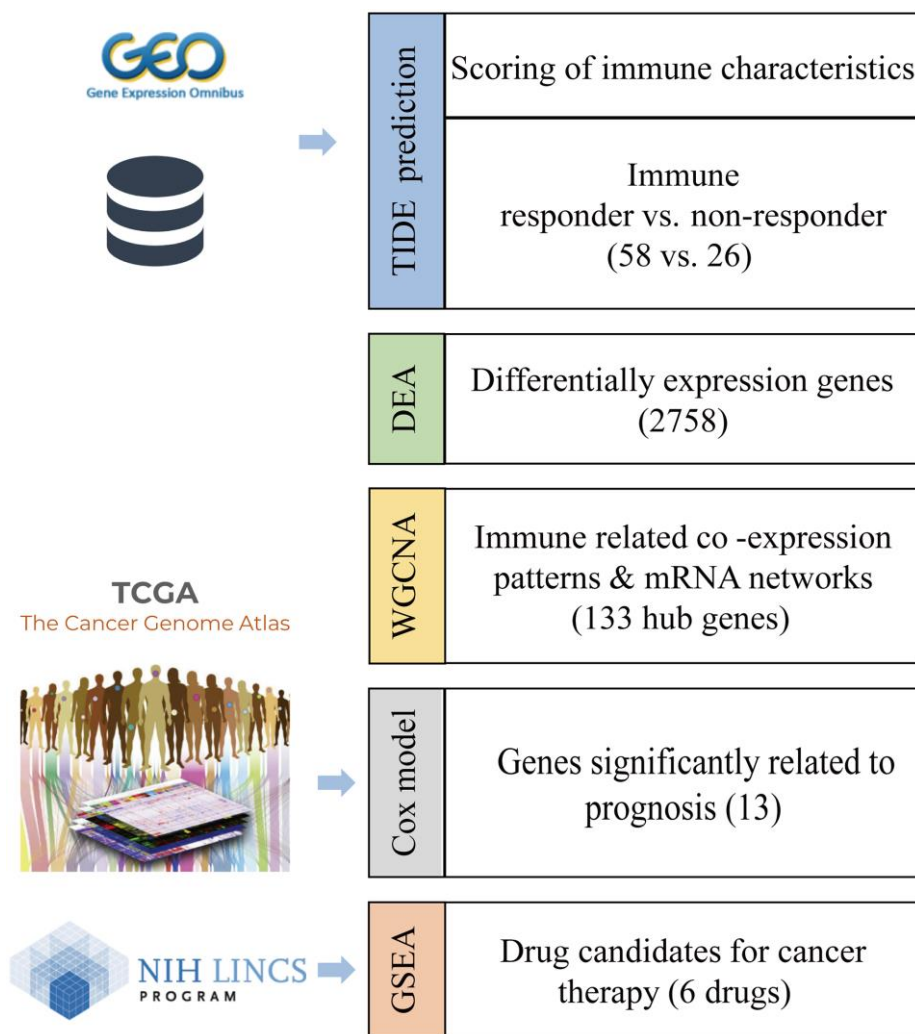 GEO
Gene Expression Omnibus
TIDE prediction
Scoring of immune characteristics
Immune
responder vs. non-responder
(58 vs. 26)
DEA
Differentially expression genes
(2758)
WGCNA
Immune related co -expression
patterns & mRNA networks
(133 hub genes)
TCGA
The Cancer Genome Atlas
Cox model
Genes significantly related to
prognosis (13)
NIH LINCS
PROGRAM
GSEA
Drug candidates for cancer
therapy (6 drugs)